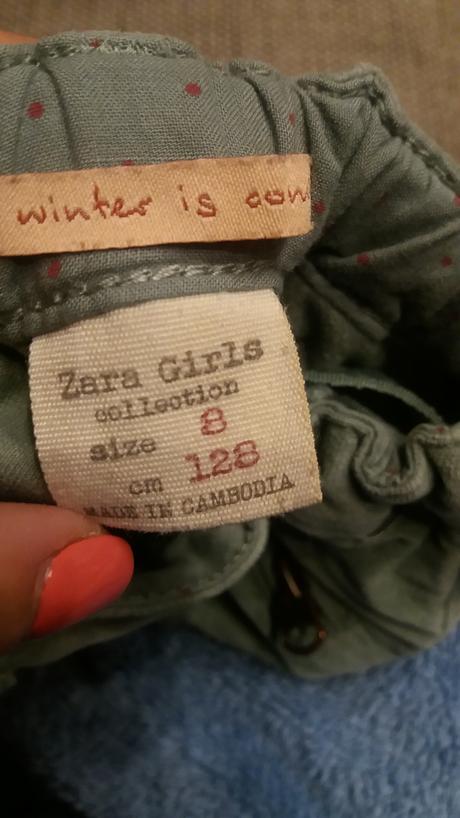 winter is com
Zara Girls
collection
size 8
cm 128
MADE IN CAMBODIA